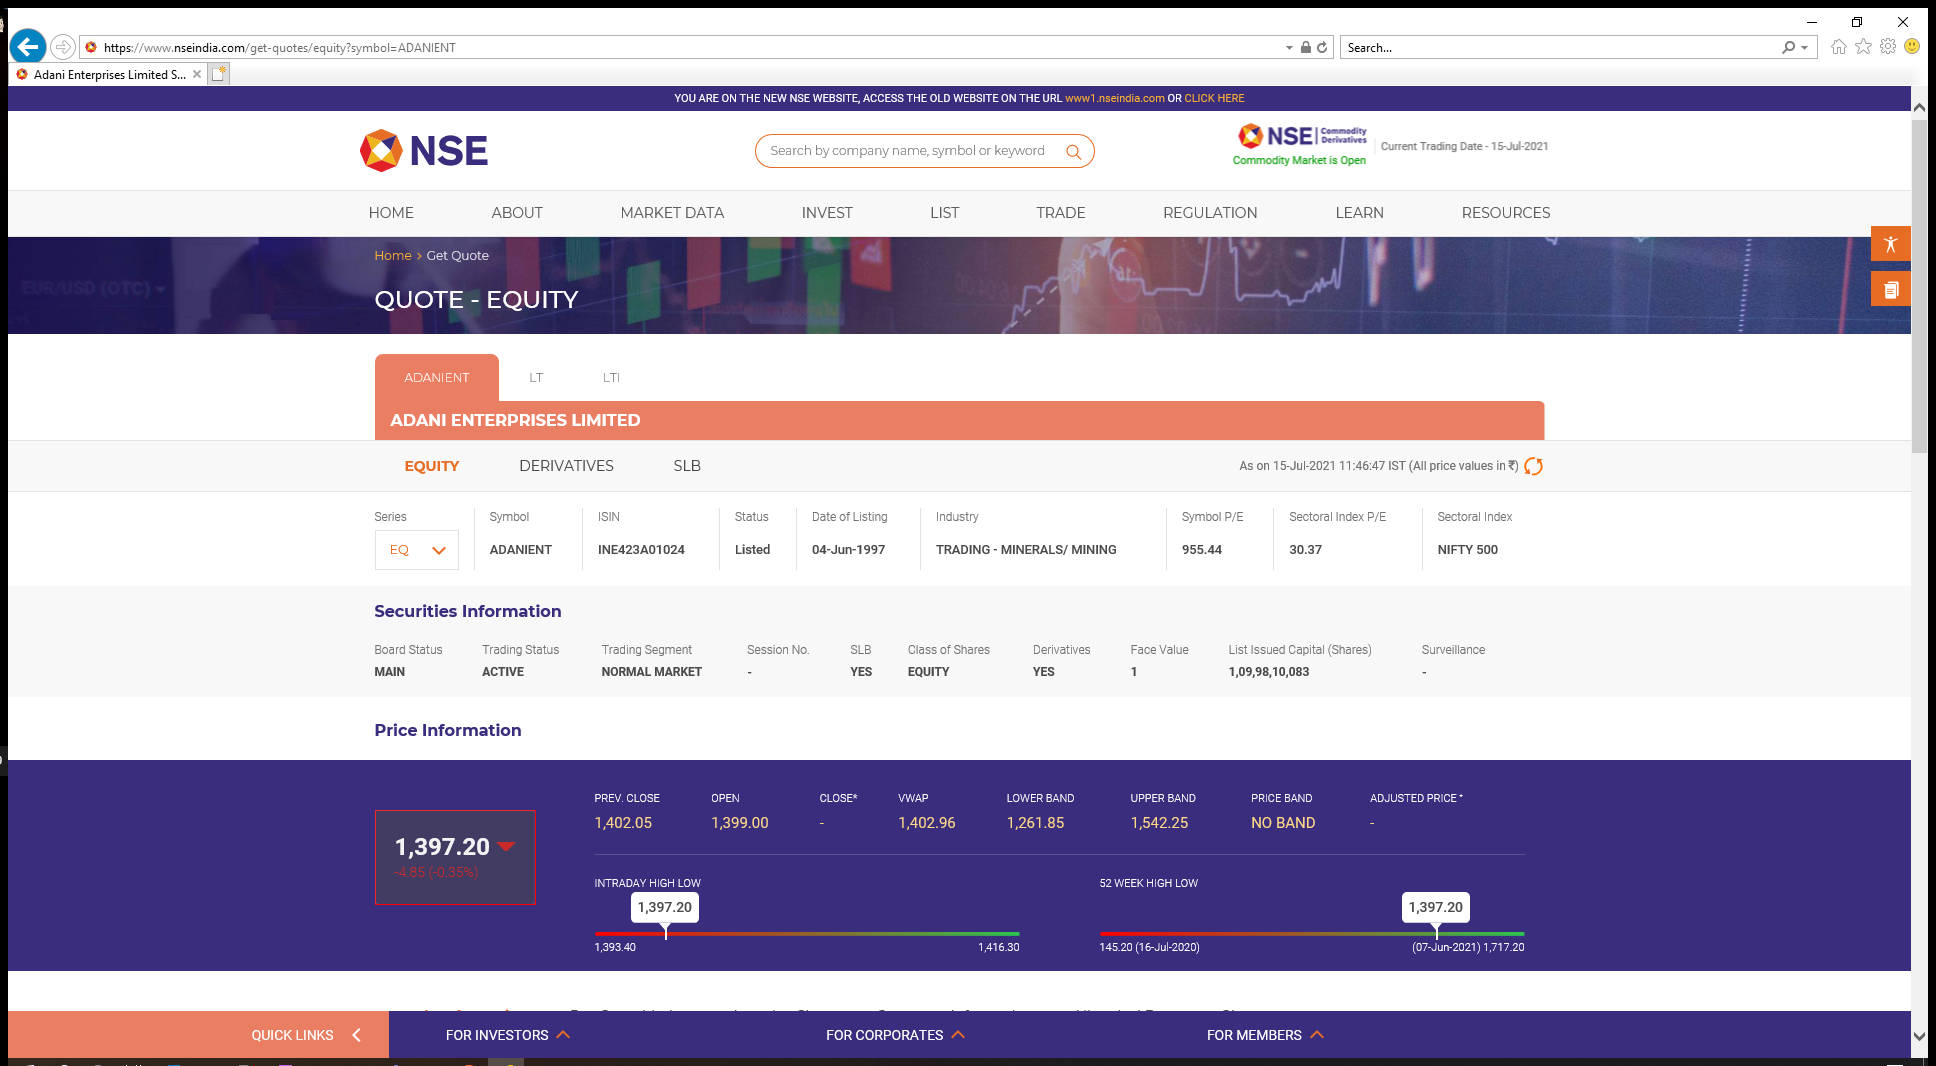 https://www.nseindia.com/get-quotes/equity?symbol=ADANIENT
Search...
Adani Enterprises Limited S...
YOU ARE ON THE NEW NSE WEBSITE, ACCESS THE OLD WEBSITE ON THE URL www1.nseindia.com OR CLICK HERE
NSE
Search by company name, symbol or keyword
NSE Commodity Derivatives
Commodity Market is Open
Current Trading Date - 15-Jul-2021
HOME ABOUT MARKET DATA INVEST LIST TRADE REGULATION LEARN RESOURCES
Home › Get Quote
EUR/USD (OTC)
QUOTE - EQUITY
ADANIENT LT LTI
ADANI ENTERPRISES LIMITED
EQUITY DERIVATIVES SLB As on 15-Jul-2021 11:46:47 IST (All price values in ₹)
Series Symbol ISIN Status Date of Listing Industry Symbol P/E Sectoral Index P/E Sectoral Index
EQ ADANIENT INE423A01024 Listed 04-Jun-1997 TRADING - MINERALS/ MINING 955.44 30.37 NIFTY 500
Securities Information
Board Status Trading Status Trading Segment Session No. SLB Class of Shares Derivatives Face Value List Issued Capital (Shares) Surveillance
MAIN ACTIVE NORMAL MARKET - YES EQUITY YES 1 1,09,98,10,083 -
Price Information
PREV. CLOSE OPEN CLOSE* VWAP LOWER BAND UPPER BAND PRICE BAND ADJUSTED PRICE *
1,402.05 1,399.00 - 1,402.96 1,261.85 1,542.25 NO BAND -
1,397.20
-4.85 (-0.35%)
INTRADAY HIGH LOW 52 WEEK HIGH LOW
1,397.20 1,397.20
1,393.40 1,416.30 145.20 (16-Jul-2020) (07-Jun-2021) 1,717.20
QUICK LINKS FOR INVESTORS FOR CORPORATES FOR MEMBERS